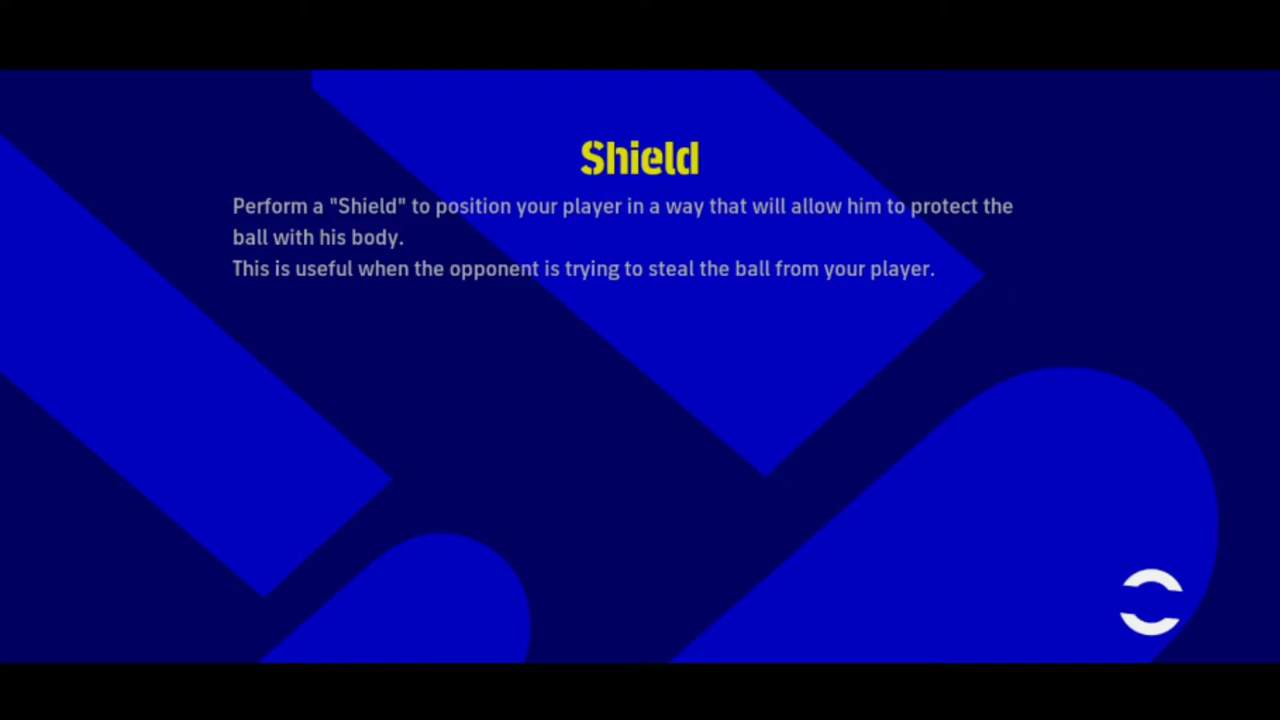 Shield
Perform a "Shield" to position your player in a way that will allow him to protect the
ball with his body.
This is useful when the opponent is trying to steal the ball from your player.